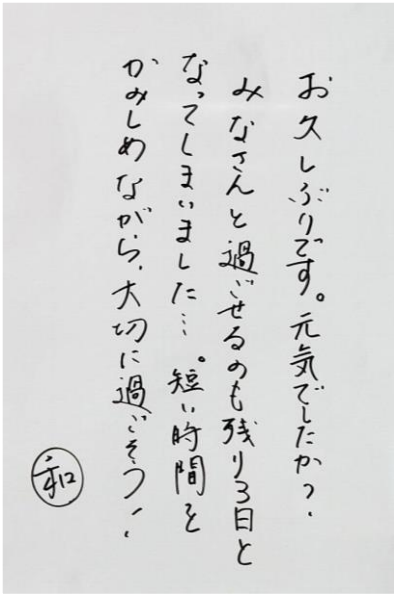 お久しぶりです。元気でしたか？
みなさんと過ごせるのも残り3日と
なってしまいました…。短い時間を
かみしめながら、大切に過ごそう！
和